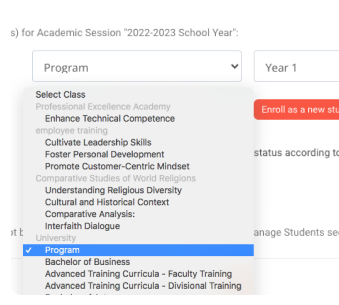 s) for Academic Session "2022-2023 School Year":
Program
Year 1
Select Class
Professional Excellence Academy
Enhance Technical Competence
employee training
Cultivate Leadership Skills
Foster Personal Development
Promote Customer-Centric Mindset
Comparative Studies of World Religions
Understanding Religious Diversity
Cultural and Historical Context
Comparative Analysis:
Interfaith Dialogue
University
✓ Program
Bachelor of Business
Advanced Training Curricula - Faculty Training
Advanced Training Curricula - Divisional Training
Enroll as a new stu
status according to
anage Students se